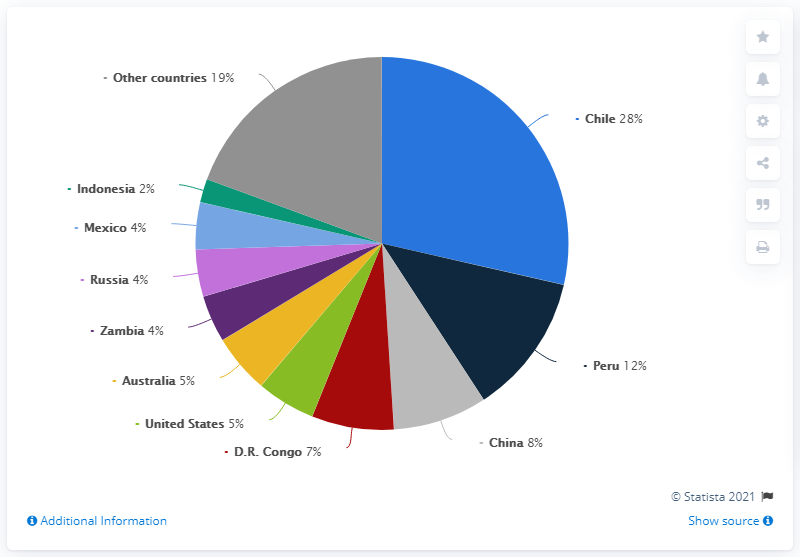 Other countries 19%
Chile 28%
Indonesia 2%
Mexico 4%
Russia 4%
Zambia 4%
Peru 12%
Australia 5%
United States 5%
China 8%
D.R. Congo 7%
© Statista 2021
Additional Information
Show source